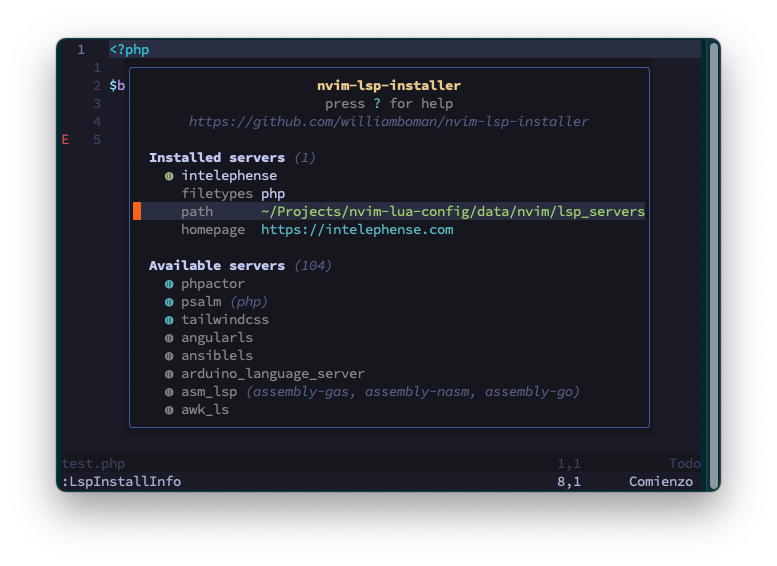 1 <?php
1
2 $b
3
4
E 5
nvim-lsp-installer
press ? for help
https://github.com/williamboman/nvim-lsp-installer
Installed servers (1)
intelephense
filetypes php
path ~/Projects/nvim-lua-config/data/nvim/lsp_servers
homepage https://intelephense.com
Available servers (104)
phpactor
psalm (php)
tailwindcss
angularls
ansiblels
arduino_language_server
asm_lsp (assembly-gas, assembly-nasm, assembly-go)
awk_ls
test.php 1,1 Todo
:LspInstallInfo 8,1 Comienzo